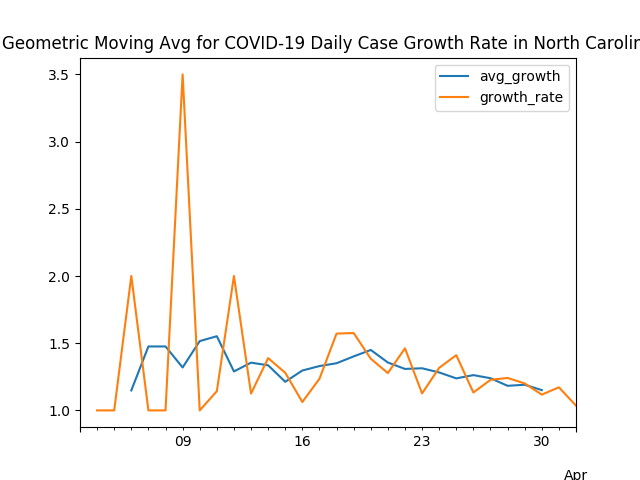 Geometric Moving Avg for COVID-19 Daily Case Growth Rate in North Carolin
3.5
avg_growth
growth_rate
3.0
2.5
2.0
1.5
1.0
09
16
23
30
Apr